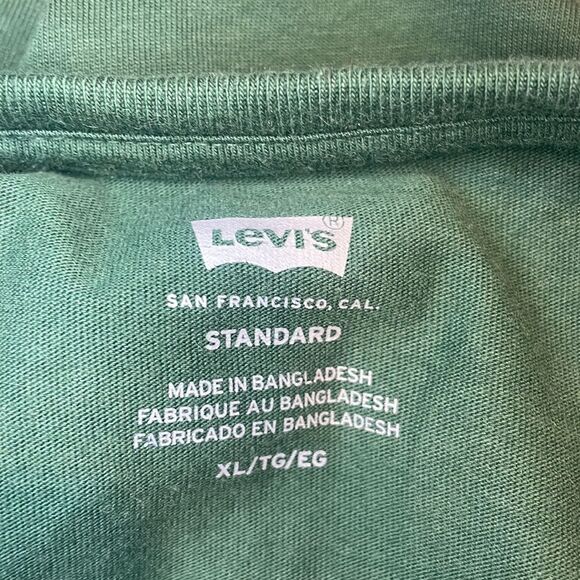 Levi's®
SAN FRANCISCO, CAL.
STANDARD
MADE IN BANGLADESH
FABRIQUE AU BANGLADESH
FABRICADO EN BANGLADESH
XL/TG/EG